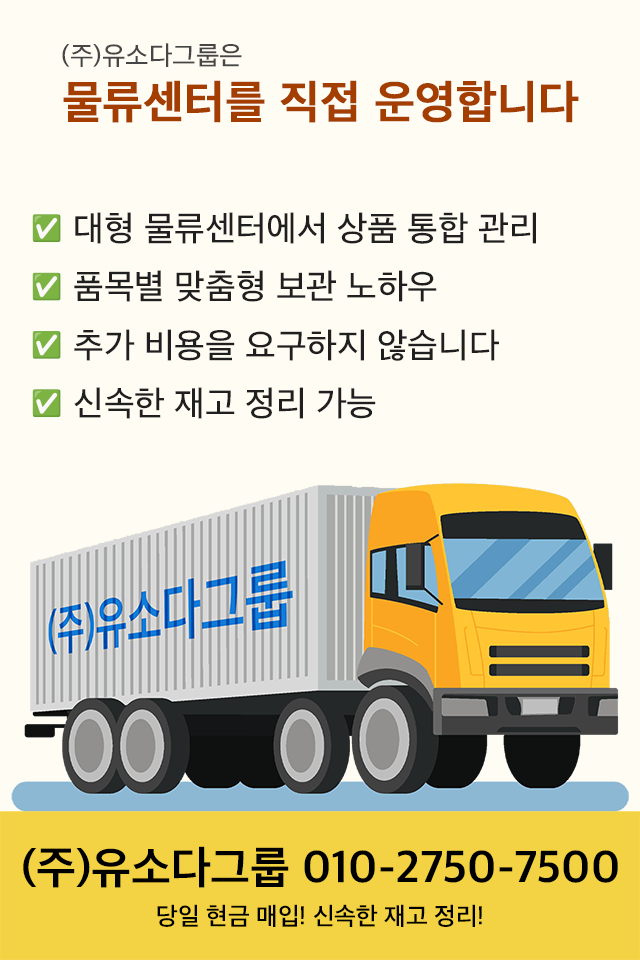 (주)유소다그룹은
물류센터를 직접 운영합니다
✅ 대형 물류센터에서 상품 통합 관리
✅ 품목별 맞춤형 보관 노하우
✅ 추가 비용을 요구하지 않습니다
✅ 신속한 재고 정리 가능
(주)유소다그룹
(주)유소다그룹 010-2750-7500
당일 현금 매입! 신속한 재고 정리!